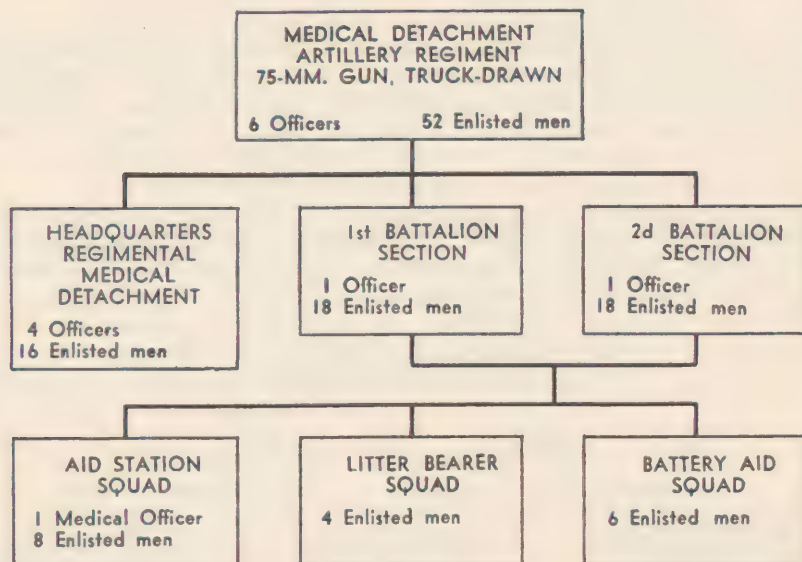 MEDICAL DETACHMENT
ARTILLERY REGIMENT
75-MM. GUN, TRUCK-DRAWN
6 Officers 52 Enlisted men
HEADQUARTERS
REGIMENTAL
MEDICAL
DETACHMENT
4 Officers
16 Enlisted men
1st BATTALION
SECTION
1 Officer
18 Enlisted men
2d BATTALION
SECTION
1 Officer
18 Enlisted men
AID STATION
SQUAD
1 Medical Officer
8 Enlisted men
LITTER BEARER
SQUAD
4 Enlisted men
BATTERY AID
SQUAD
6 Enlisted men